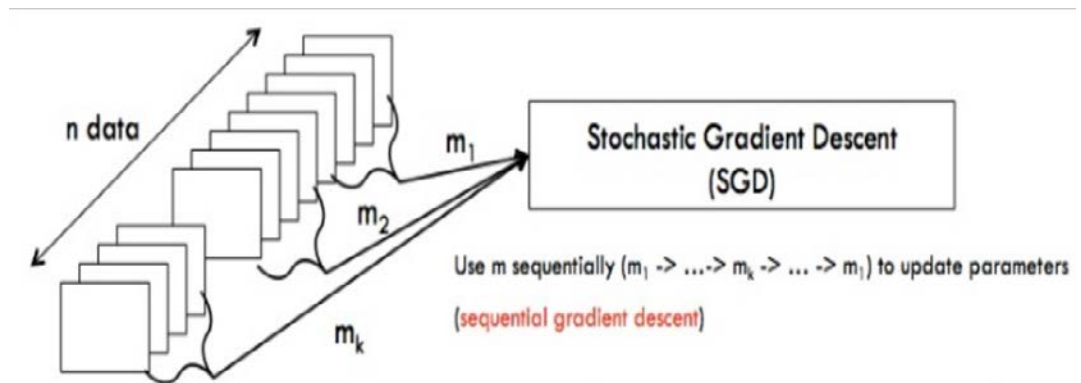 n data
m1
m2
mk
Stochastic Gradient Descent
(SGD)
Use m sequentially (m1 -> ...-> mk -> ... -> m1) to update parameters
(sequential gradient descent)